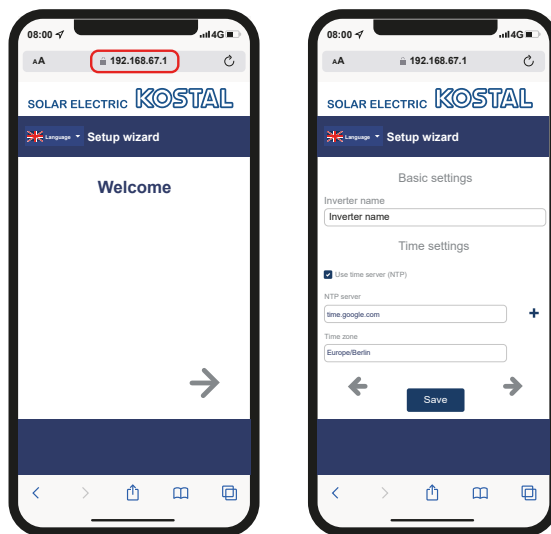 08:00 4G
AA 192.168.67.1
SOLAR ELECTRIC KOSTAL
Language Setup wizard
Welcome
08:00 4G
AA 192.168.67.1
SOLAR ELECTRIC KOSTAL
Language Setup wizard
Basic settings
Inverter name
Inverter name
Time settings
Use time server (NTP)
NTP server
time.google.com +
Time zone
Europe/Berlin
Save